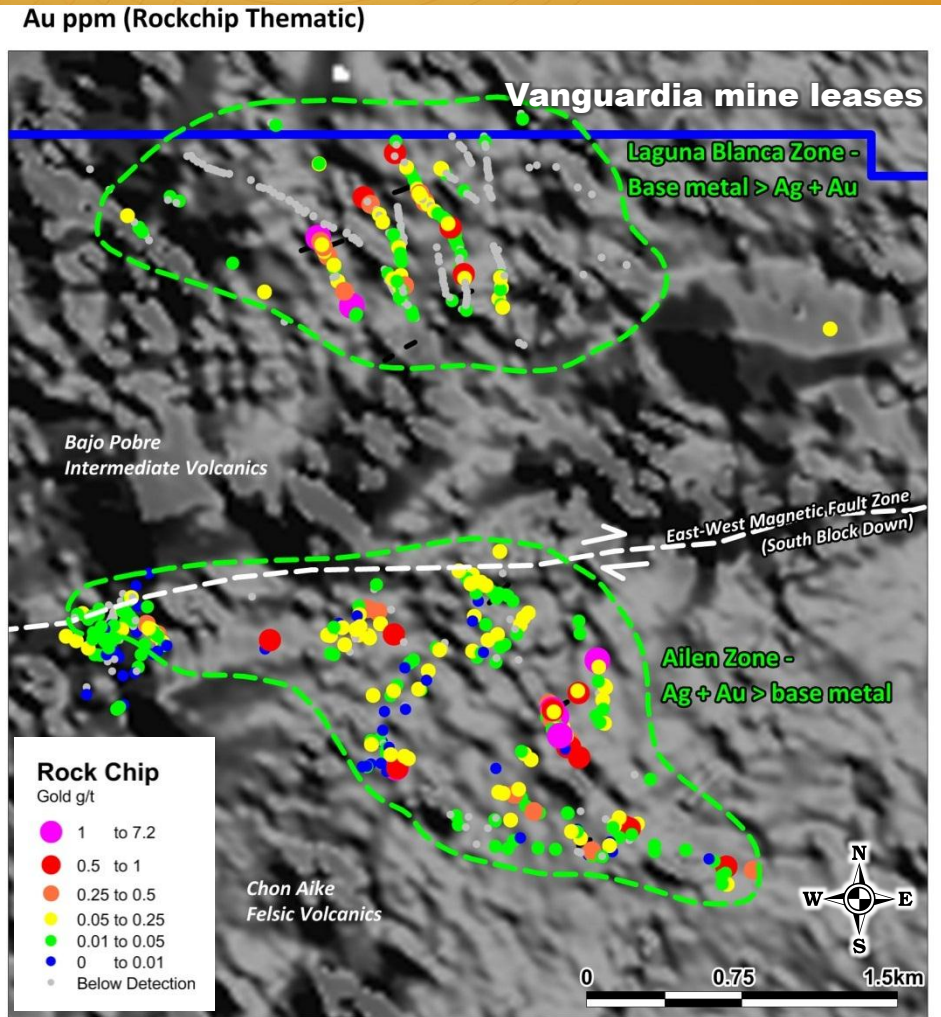 Au ppm (Rockchip Thematic)
Vanguardia mine leases
Laguna Blanca Zone -
Base metal > Ag + Au
Bajo Pobre
Intermediate Volcanics
East-West Magnetic Fault Zone
(South Block Down)
Ailen Zone -
Ag + Au > base metal
Rock Chip
Gold g/t
1 to 7.2
0.5 to 1
0.25 to 0.5
0.05 to 0.25
0.01 to 0.05
0 to 0.01
Below Detection
Chon Aike
Felsic Volcanics
N
W E
S
0 0.75 1.5km